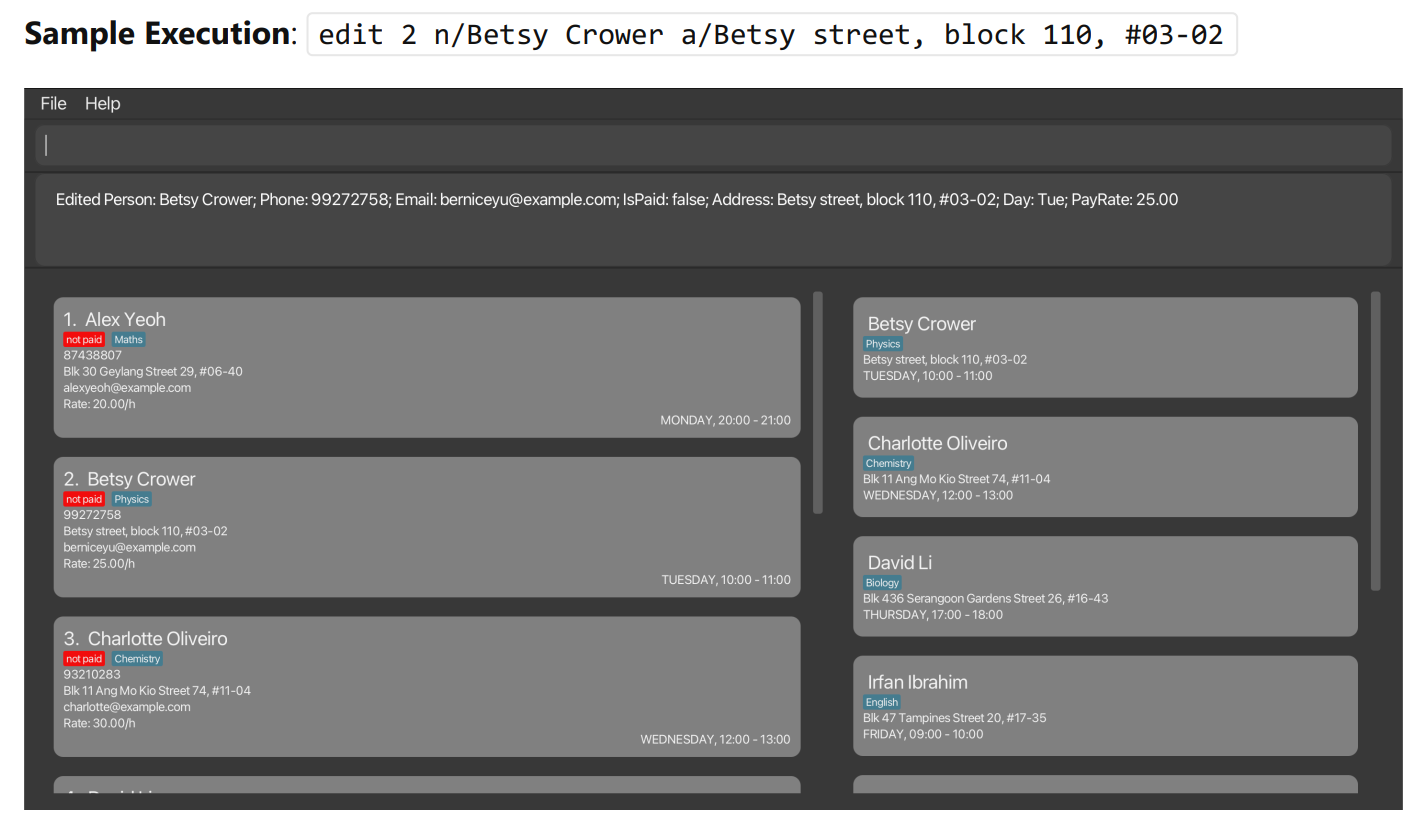 Sample Execution: edit 2 n/Betsy Crower a/Betsy street, block 110, #03-02
File Help
Edited Person: Betsy Crower; Phone: 99272758; Email: berniceyu@example.com; IsPaid: false; Address: Betsy street, block 110, #03-02; Day: Tue; PayRate: 25.00
1. Alex Yeoh
not paid Maths
87438807
Blk 30 Geylang Street 29, #06-40
alexyeoh@example.com
Rate: 20.00/h
MONDAY, 20:00 - 21:00
2. Betsy Crower
not paid Physics
99272758
Betsy street, block 110, #03-02
berniceyu@example.com
Rate: 25.00/h
TUESDAY, 10:00 - 11:00
3. Charlotte Oliveiro
not paid Chemistry
93210283
Blk 11 Ang Mo Kio Street 74, #11-04
charlotte@example.com
Rate: 30.00/h
WEDNESDAY, 12:00 - 13:00
Betsy Crower
Physics
Betsy street, block 110, #03-02
TUESDAY, 10:00 - 11:00
Charlotte Oliveiro
Chemistry
Blk 11 Ang Mo Kio Street 74, #11-04
WEDNESDAY, 12:00 - 13:00
David Li
Biology
Blk 436 Serangoon Gardens Street 26, #16-43
THURSDAY, 17:00 - 18:00
Irfan Ibrahim
English
Blk 47 Tampines Street 20, #17-35
FRIDAY, 09:00 - 10:00